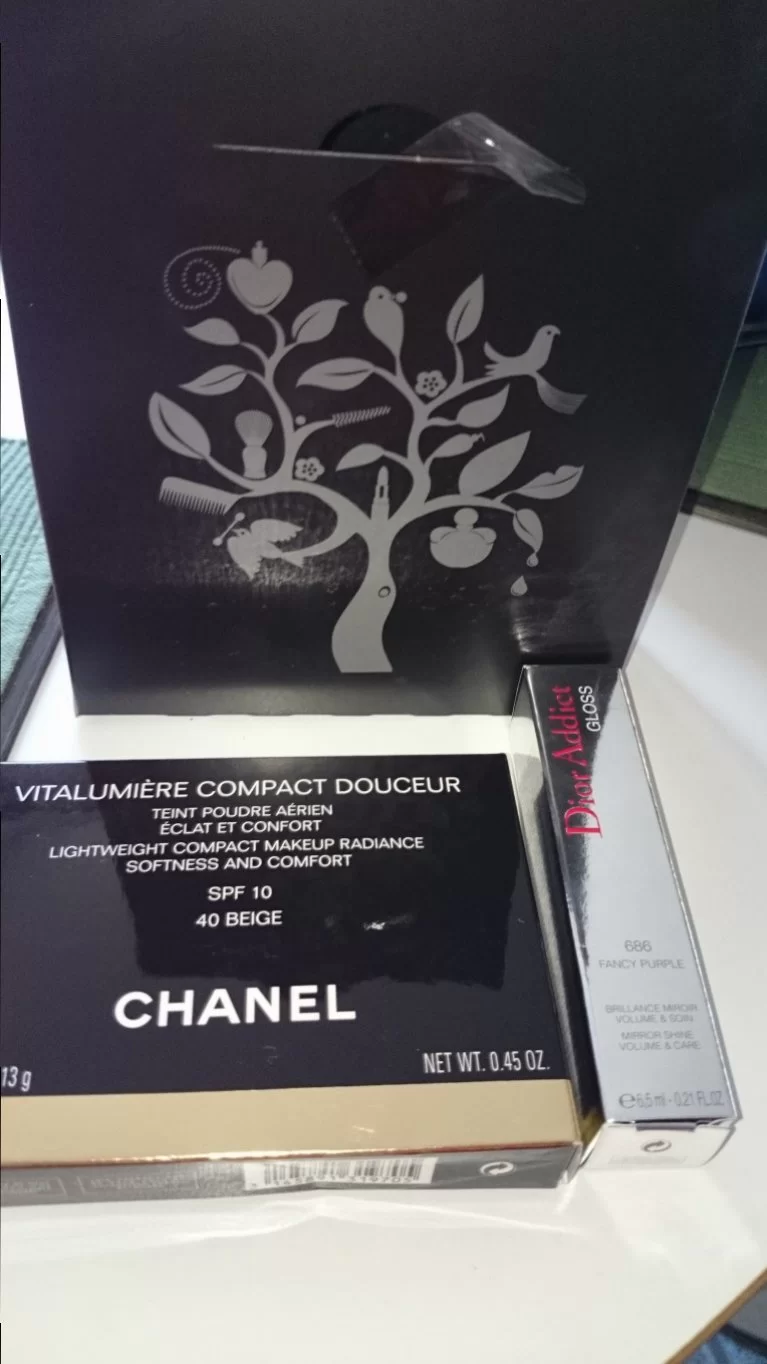 VITALUMIÈRE COMPACT DOUCEUR
TEINT POUDRE AÉRIEN
ÉCLAT ET CONFORT
LIGHTWEIGHT COMPACT MAKEUP RADIANCE
SOFTNESS AND COMFORT
SPF 10
40 BEIGE
CHANEL
13 g
NET WT. 0.45 OZ.
Dior Addict
GLOSS
686
FANCY PURPLE
BRILLANCE MIROIR
VOLUME & SOIN
MIRROR SHINE
VOLUME & CARE
℮ 6,5 ml - 0.21 FL.OZ